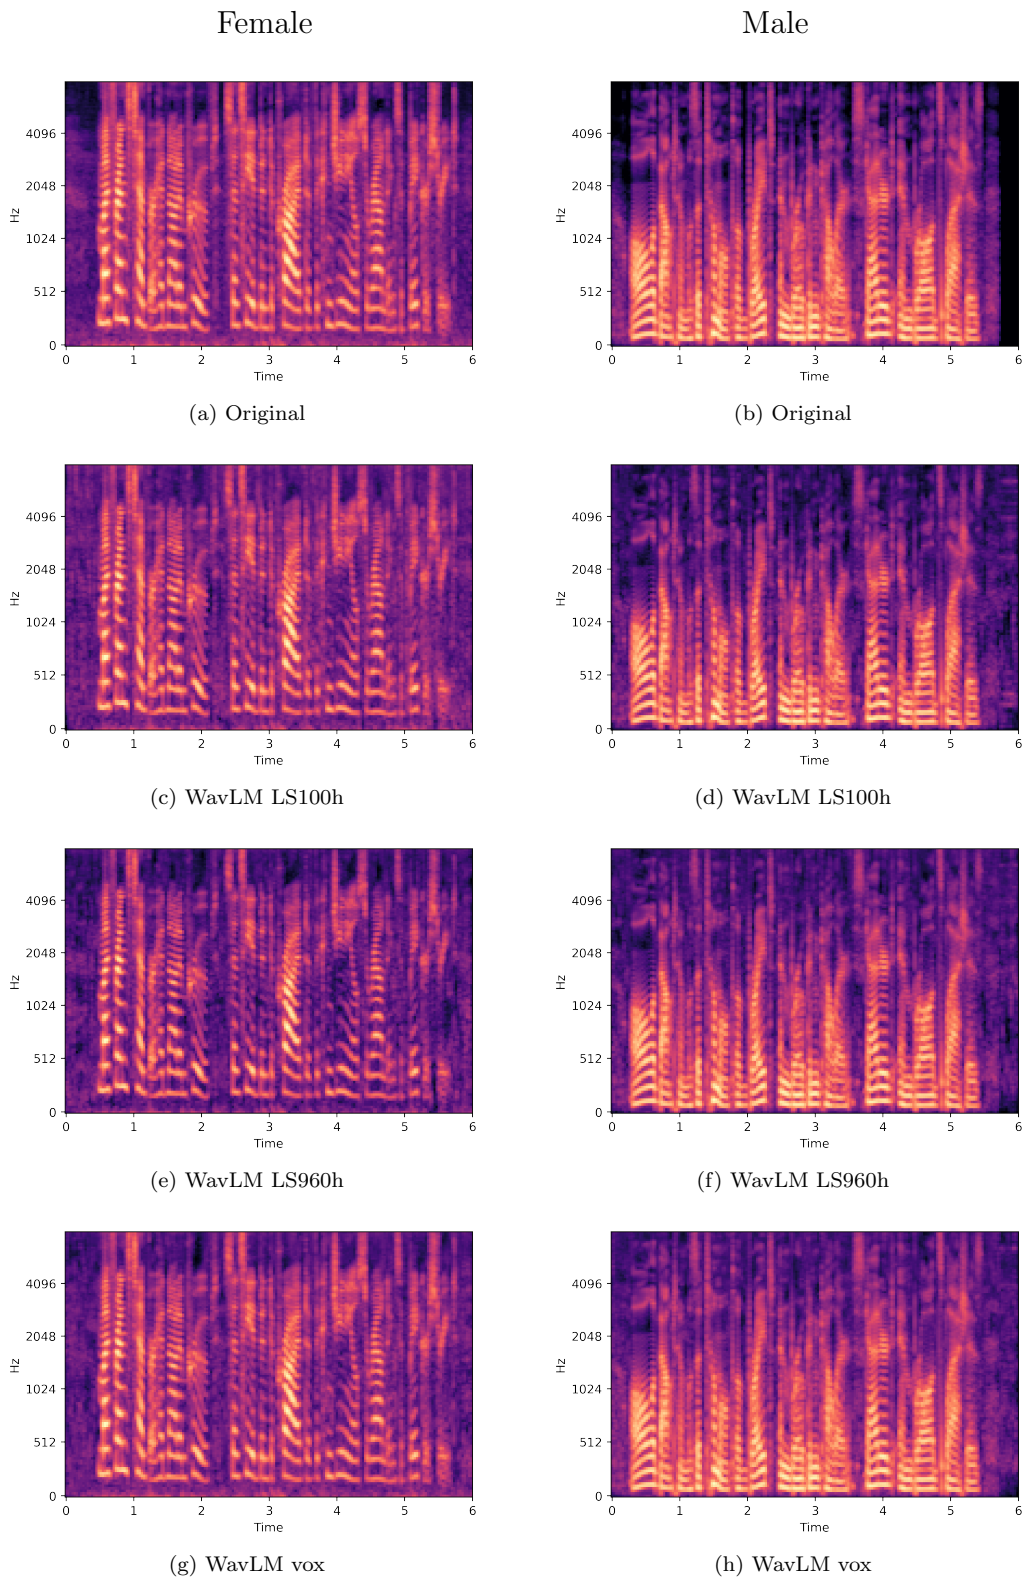 Female Male
4096 4096
2048 2048
Hz Hz
1024 1024
512 512
0 0
0 1 2 3 4 5 6 0 1 2 3 4 5 6
Time Time
(a) Original (b) Original
4096 4096
2048 2048
Hz Hz
1024 1024
512 512
0 0
0 1 2 3 4 5 6 0 1 2 3 4 5 6
Time Time
(c) WavLM LS100h (d) WavLM LS100h
4096 4096
2048 2048
Hz Hz
1024 1024
512 512
0 0
0 1 2 3 4 5 6 0 1 2 3 4 5 6
Time Time
(e) WavLM LS960h (f) WavLM LS960h
4096 4096
2048 2048
Hz Hz
1024 1024
512 512
0 0
0 1 2 3 4 5 6 0 1 2 3 4 5 6
Time Time
(g) WavLM vox (h) WavLM vox